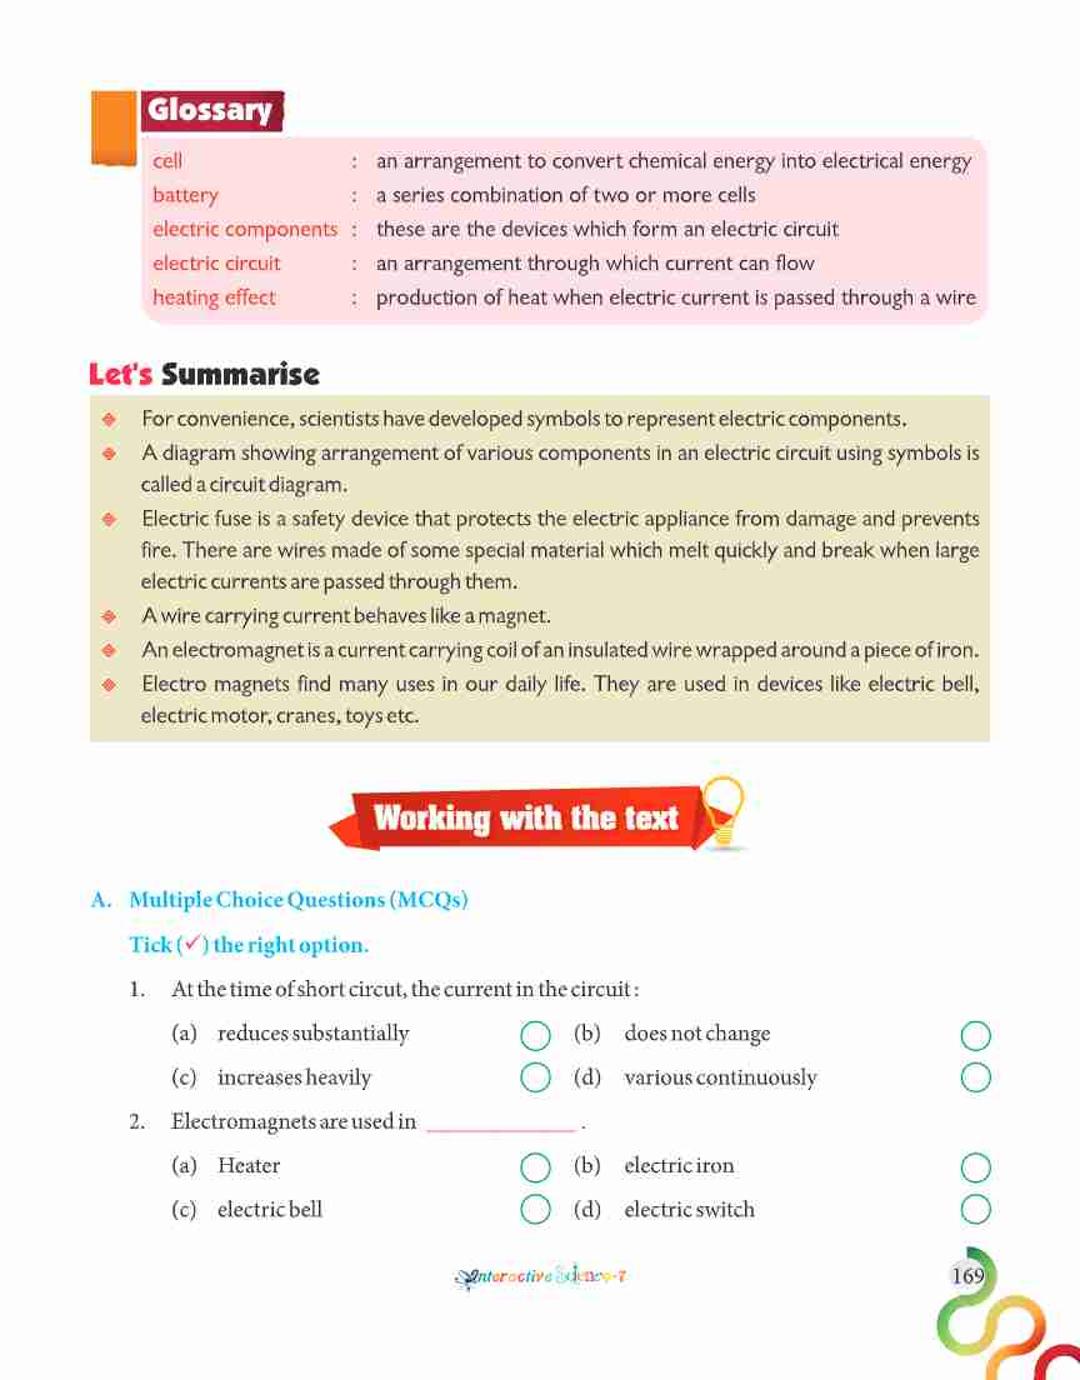 Glossary
cell : an arrangement to convert chemical energy into electrical energy
battery : a series combination of two or more cells
electric components : these are the devices which form an electric circuit
electric circuit : an arrangement through which current can flow
heating effect : production of heat when electric current is passed through a wire
Let's Summarise
For convenience, scientists have developed symbols to represent electric components.
A diagram showing arrangement of various components in an electric circuit using symbols is
called a circuit diagram.
Electric fuse is a safety device that protects the electric appliance from damage and prevents
fire. There are wires made of some special material which melt quickly and break when large
electric currents are passed through them.
A wire carrying current behaves like a magnet.
An electromagnet is a current carrying coil of an insulated wire wrapped around a piece of iron.
Electro magnets find many uses in our daily life. They are used in devices like electric bell,
electric motor, cranes, toys etc.
Working with the text
A. Multiple Choice Questions (MCQs)
Tick (✓) the right option.
1. At the time of short circut, the current in the circuit :
(a) reduces substantially (b) does not change
(c) increases heavily (d) various continuously
2. Electromagnets are used in ____________ .
(a) Heater (b) electric iron
(c) electric bell (d) electric switch
Interactive Science-7
169